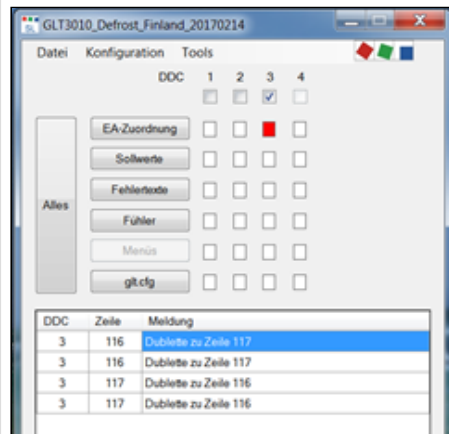 GLT3010_Defrost_Finland_20170214
Datei Konfiguration Tools
DDC 1 2 3 4
EA-Zuordnung
Sollwerte
Fehlertexte
Alles
Fühler
Menüs
glt.cfg
DDC Zeile Meldung
3 116 Dublette zu Zeile 117
3 116 Dublette zu Zeile 117
3 117 Dublette zu Zeile 116
3 117 Dublette zu Zeile 116